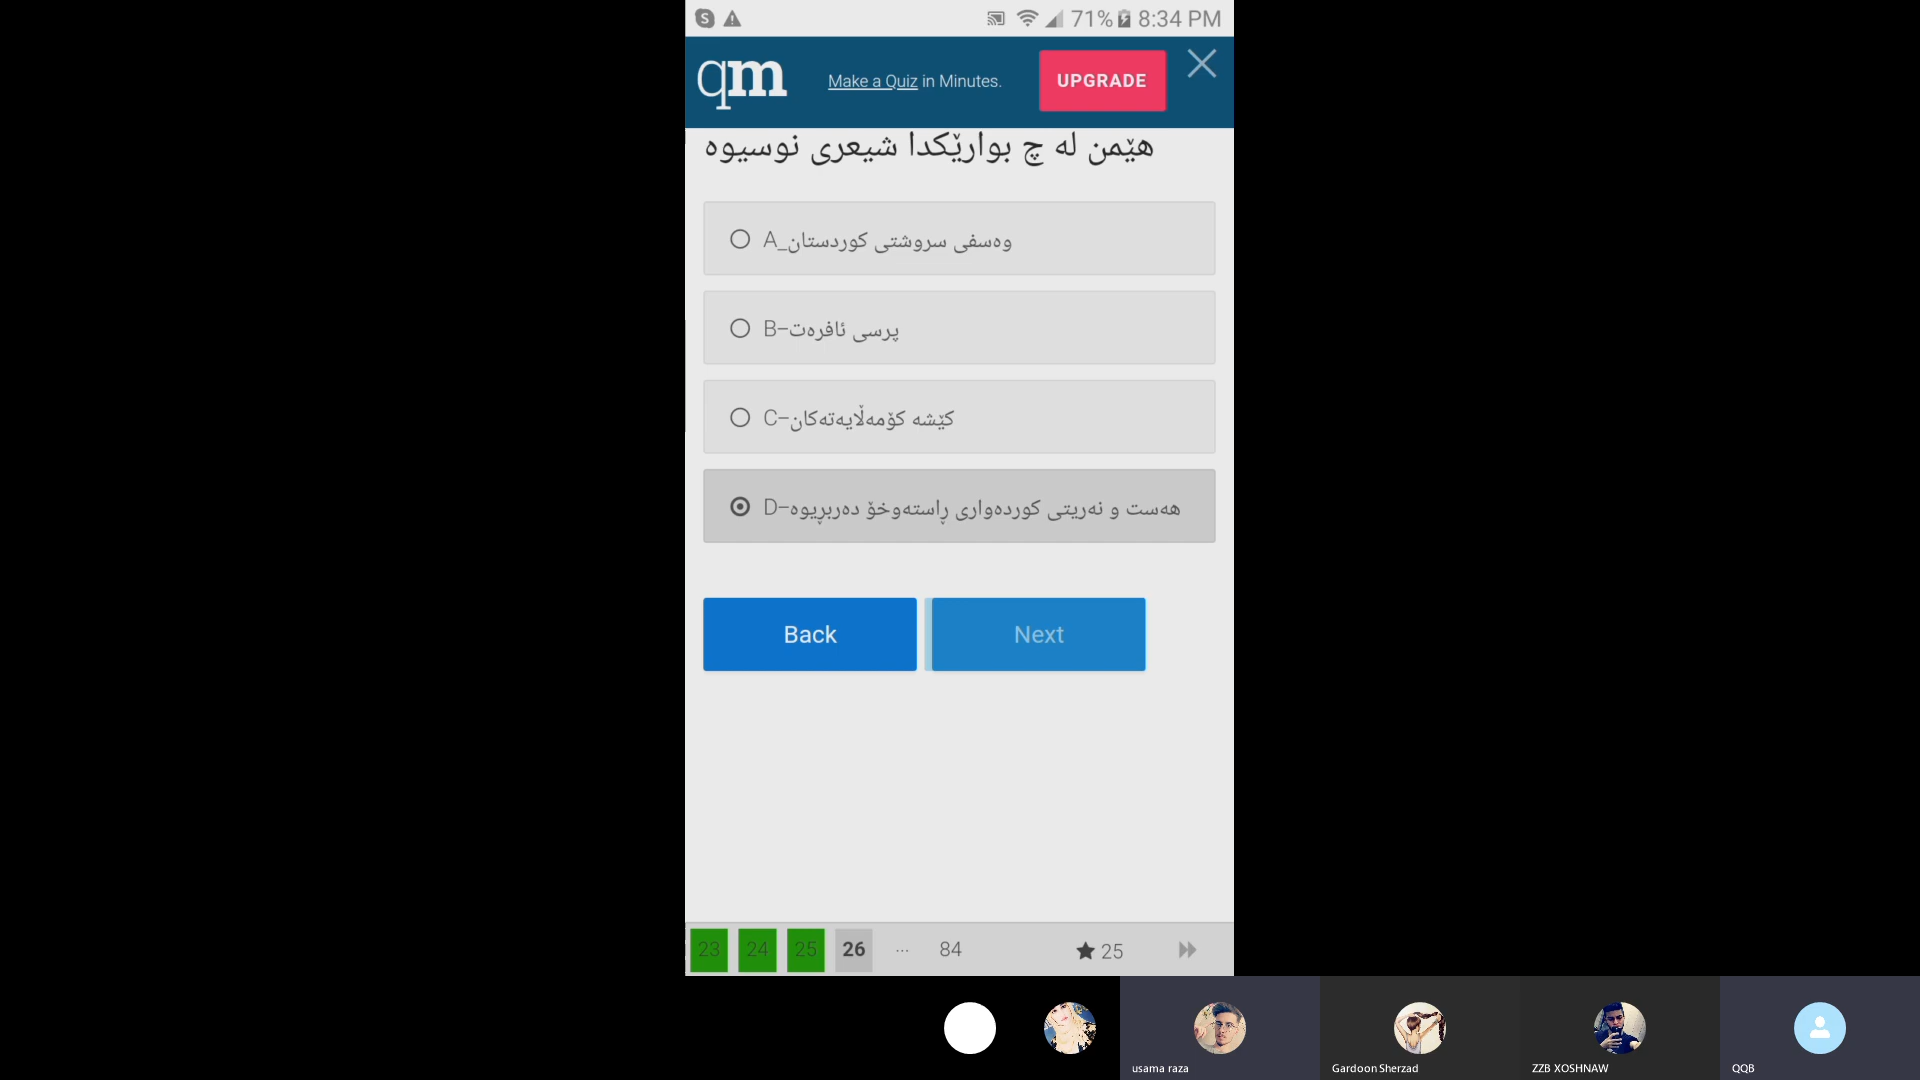 71% 8:34 PM
qm Make a Quiz in Minutes. UPGRADE
هێمن لە چ بوارێکدا شیعری نوسیوە
A_وەسفی سروشتی کوردستان
B–پرسی ئافرەت
C–کێشە کۆمەڵایەتەکان
D–هەست و نەریتی کوردەواری ڕاستەوخۆ دەربڕیوە
Back Next
23 24 25 26 ... 84 25
usama raza Gardoon Sherzad ZZB XOSHNAW QQB